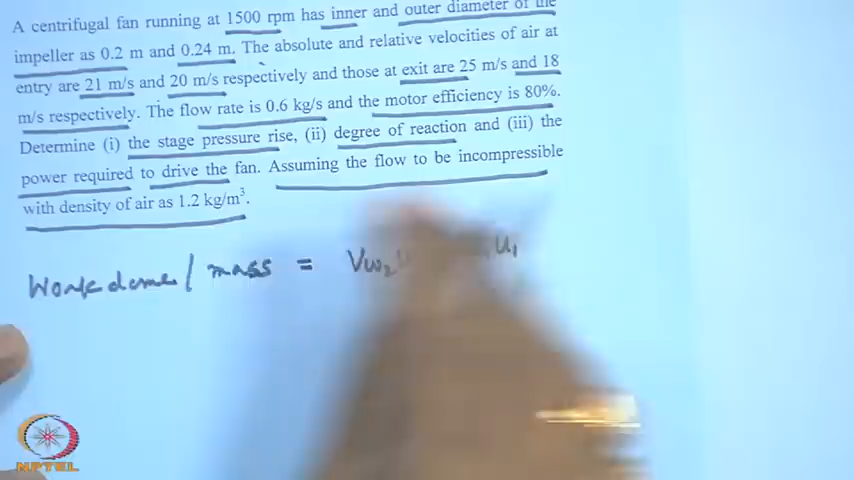 A centrifugal fan running at 1500 rpm has inner and outer diameter of the
impeller as 0.2 m and 0.24 m. The absolute and relative velocities of air at
entry are 21 m/s and 20 m/s respectively and those at exit are 25 m/s and 18
m/s respectively. The flow rate is 0.6 kg/s and the motor efficiency is 80%.
Determine (i) the stage pressure rise, (ii) degree of reaction and (iii) the
power required to drive the fan. Assuming the flow to be incompressible
with density of air as 1.2 kg/m³.
Workdone/mass = Vw₂ U₁
NPTEL